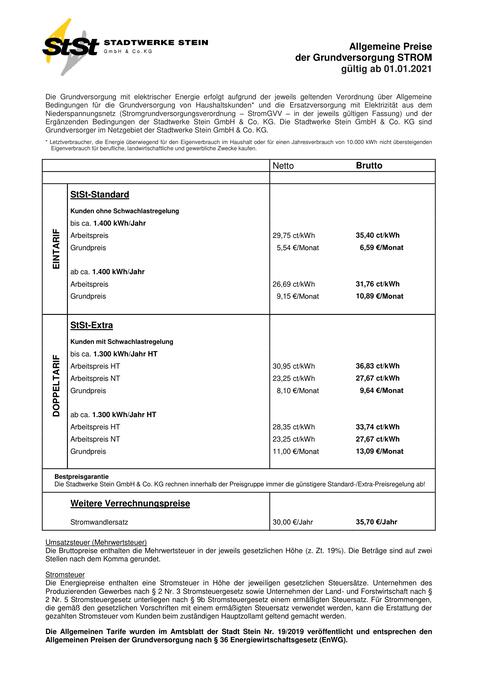 StSt STADTWERKE STEIN
GmbH & Co. KG
Allgemeine Preise
der Grundversorgung STROM
gültig ab 01.01.2021
Die Grundversorgung mit elektrischer Energie erfolgt aufgrund der jeweils geltenden Verordnung über Allgemeine
Bedingungen für die Grundversorgung von Haushaltskunden* und die Ersatzversorgung mit Elektrizität aus dem
Niederspannungsnetz (Stromgrundversorgungsverordnung – StromGVV – in der jeweils gültigen Fassung) und der
Ergänzenden Bedingungen der Stadtwerke Stein GmbH & Co. KG. Die Stadtwerke Stein GmbH & Co. KG sind
Grundversorger im Netzgebiet der Stadtwerke Stein GmbH & Co. KG.
* Letztverbraucher, die Energie überwiegend für den Eigenverbrauch im Haushalt oder für einen Jahresverbrauch von 10.000 kWh nicht übersteigenden
Eigenverbrauch für berufliche, landwirtschaftliche und gewerbliche Zwecke kaufen.
Netto Brutto
EINTARIF
StSt-Standard
Kunden ohne Schwachlastregelung
bis ca. 1.400 kWh/Jahr
Arbeitspreis 29,75 ct/kWh 35,40 ct/kWh
Grundpreis 5,54 €/Monat 6,59 €/Monat
ab ca. 1.400 kWh/Jahr
Arbeitspreis 26,69 ct/kWh 31,76 ct/kWh
Grundpreis 9,15 €/Monat 10,89 €/Monat
DOPPELTARIF
StSt-Extra
Kunden mit Schwachlastregelung
bis ca. 1.300 kWh/Jahr HT
Arbeitspreis HT 30,95 ct/kWh 36,83 ct/kWh
Arbeitspreis NT 23,25 ct/kWh 27,67 ct/kWh
Grundpreis 8,10 €/Monat 9,64 €/Monat
ab ca. 1.300 kWh/Jahr HT
Arbeitspreis HT 28,35 ct/kWh 33,74 ct/kWh
Arbeitspreis NT 23,25 ct/kWh 27,67 ct/kWh
Grundpreis 11,00 €/Monat 13,09 €/Monat
Bestpreisgarantie
Die Stadtwerke Stein GmbH & Co. KG rechnen innerhalb der Preisgruppe immer die günstigere Standard-/Extra-Preisregelung ab!
Weitere Verrechnungspreise
Stromwandlersatz 30,00 €/Jahr 35,70 €/Jahr
Umsatzsteuer (Mehrwertsteuer)
Die Bruttopreise enthalten die Mehrwertsteuer in der jeweils gesetzlichen Höhe (z. Zt. 19%). Die Beträge sind auf zwei
Stellen nach dem Komma gerundet.
Stromsteuer
Die Energiepreise enthalten eine Stromsteuer in Höhe der jeweiligen gesetzlichen Steuersätze. Unternehmen des
Produzierenden Gewerbes nach § 2 Nr. 3 Stromsteuergesetz sowie Unternehmen der Land- und Forstwirtschaft nach §
2 Nr. 5 Stromsteuergesetz unterliegen nach § 9b Stromsteuergesetz einem ermäßigten Steuersatz. Für Strommengen,
die gemäß den gesetzlichen Vorschriften mit einem ermäßigten Steuersatz verwendet werden, kann die Erstattung der
gezahlten Stromsteuer vom Kunden beim zuständigen Hauptzollamt geltend gemacht werden.
Die Allgemeinen Tarife wurden im Amtsblatt der Stadt Stein Nr. 19/2019 veröffentlicht und entsprechen den
Allgemeinen Preisen der Grundversorgung nach § 36 Energiewirtschaftsgesetz (EnWG).